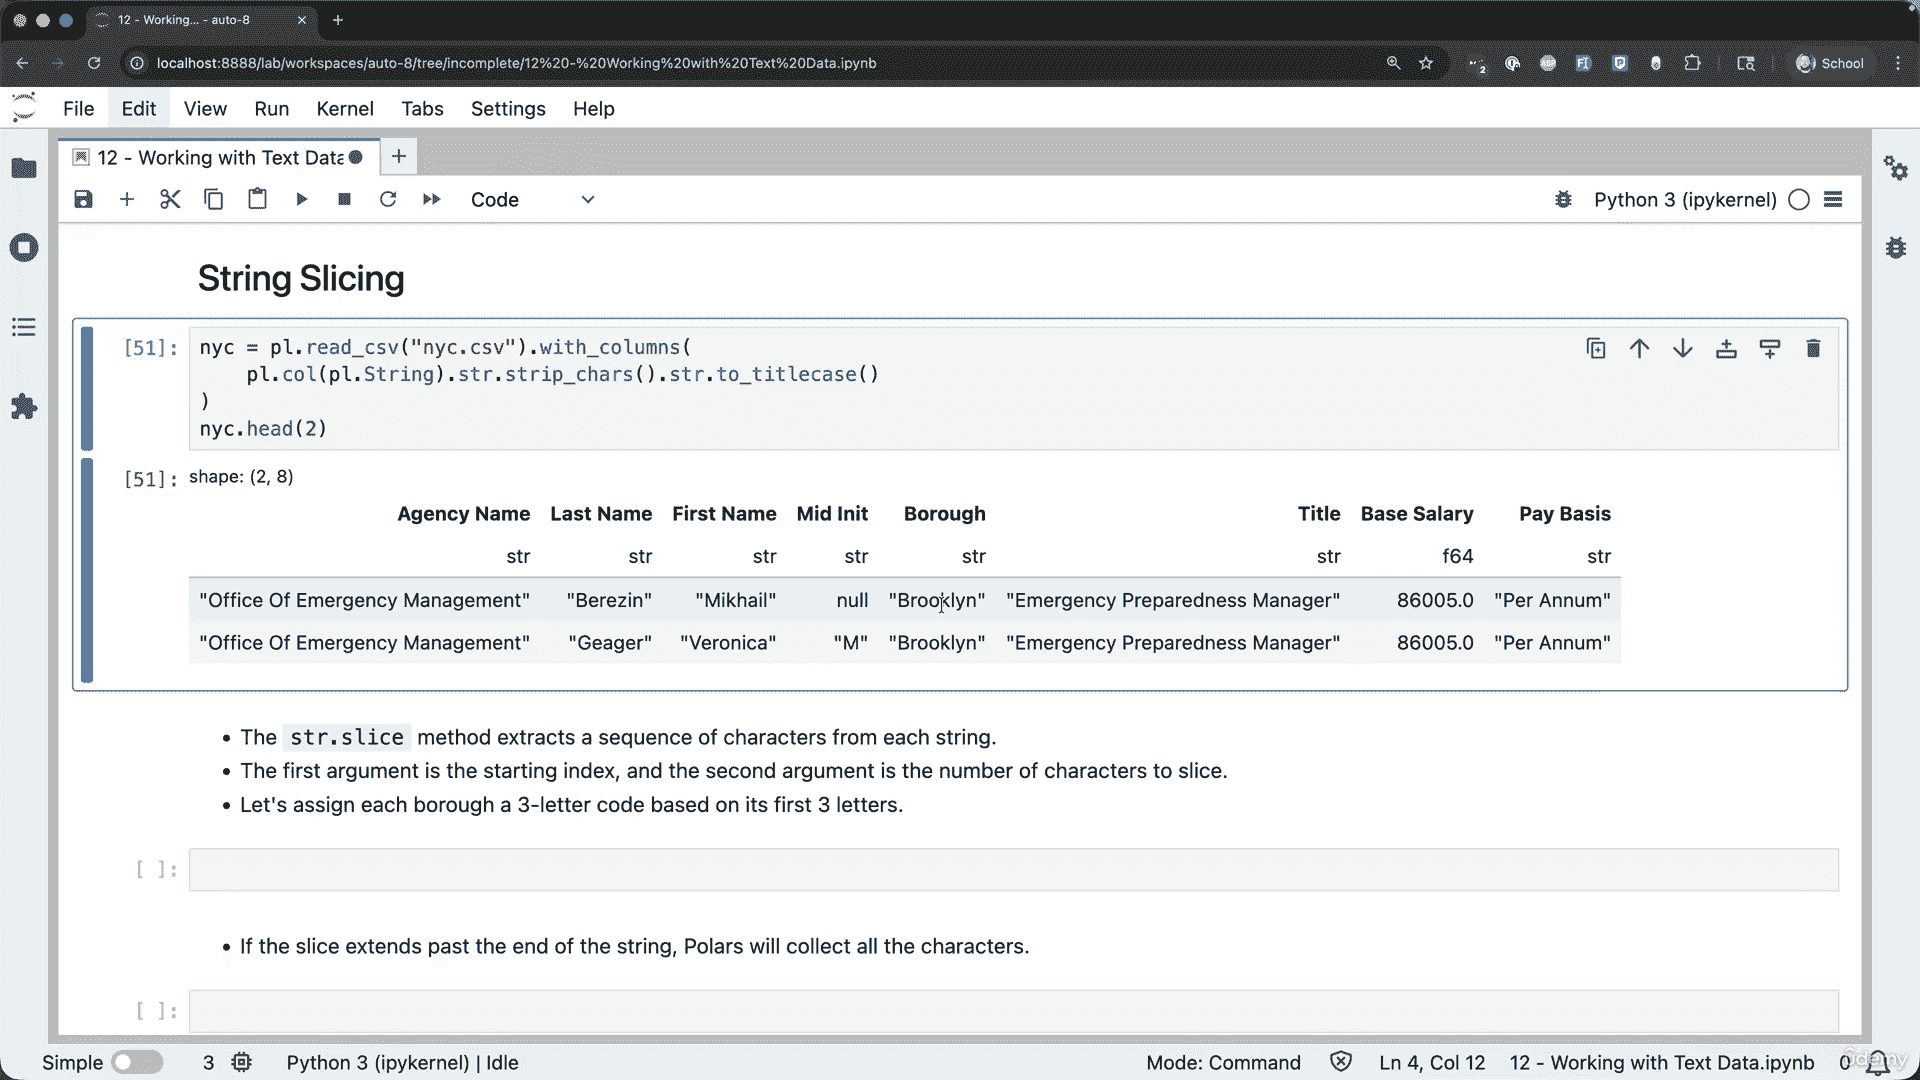 12 - Working... - auto-8
localhost:8888/lab/workspaces/auto-8/tree/incomplete/12%20-%20Working%20with%20Text%20Data.ipynb
2
ABP
School
File Edit View Run Kernel Tabs Settings Help
12 - Working with Text Data
Code
Python 3 (ipykernel)
String Slicing
[51]:
nyc = pl.read_csv("nyc.csv").with_columns(
    pl.col(pl.String).str.strip_chars().str.to_titlecase()
)
nyc.head(2)
[51]: shape: (2, 8)
Agency Name Last Name First Name Mid Init Borough Title Base Salary Pay Basis
str str str str str str f64 str
"Office Of Emergency Management" "Berezin" "Mikhail" null "Brooklyn" "Emergency Preparedness Manager" 86005.0 "Per Annum"
"Office Of Emergency Management" "Geager" "Veronica" "M" "Brooklyn" "Emergency Preparedness Manager" 86005.0 "Per Annum"
• The str.slice method extracts a sequence of characters from each string.
• The first argument is the starting index, and the second argument is the number of characters to slice.
• Let's assign each borough a 3-letter code based on its first 3 letters.
[ ]:
• If the slice extends past the end of the string, Polars will collect all the characters.
[ ]:
Simple 3 Python 3 (ipykernel) | Idle Mode: Command Ln 4, Col 12 12 - Working with Text Data.ipynb 0
ûdemy